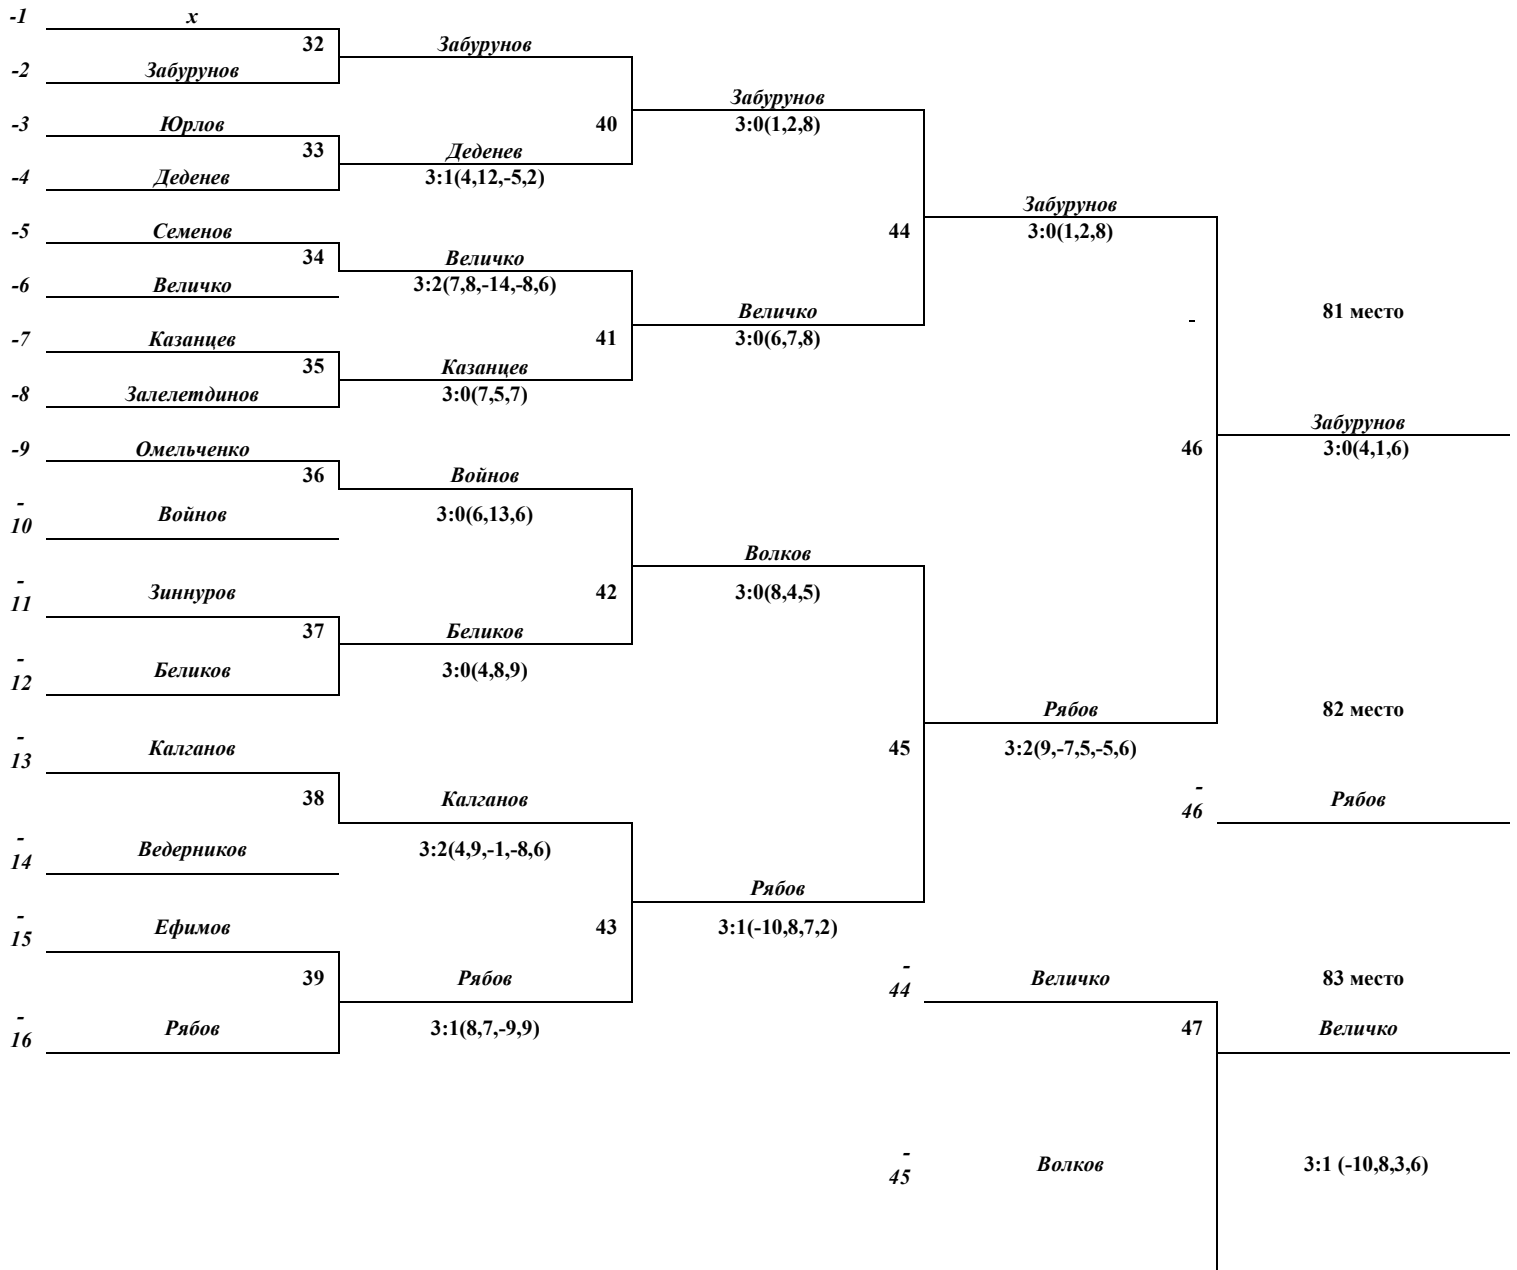 -1 х
32 Забурунов
-2 Забурунов
Забурунов
-3 Юрлов
40 3:0(1,2,8)
33 Деденев
-4 Деденев 3:1(4,12,-5,2)
Забурунов
-5 Семенов
44 3:0(1,2,8)
34 Величко
-6 Величко 3:2(7,8,-14,-8,6)
Величко
- 81 место
-7 Казанцев
41 3:0(6,7,8)
35 Казанцев
-8 Залелетдинов 3:0(7,5,7)
Забурунов
-9 Омельченко
46 3:0(4,1,6)
36 Войнов
-
10 Войнов 3:0(6,13,6)
Волков
-
11 Зиннуров
42 3:0(8,4,5)
37 Беликов
-
12 Беликов 3:0(4,8,9)
Рябов 82 место
-
13 Калганов
45 3:2(9,-7,5,-5,6)
38 Калганов
-
46 Рябов
-
14 Ведерников 3:2(4,9,-1,-8,6)
Рябов
-
15 Ефимов
43 3:1(-10,8,7,2)
39 Рябов
-
44 Величко 83 место
-
16 Рябов 3:1(8,7,-9,9)
47 Величко
-
45 Волков 3:1 (-10,8,3,6)